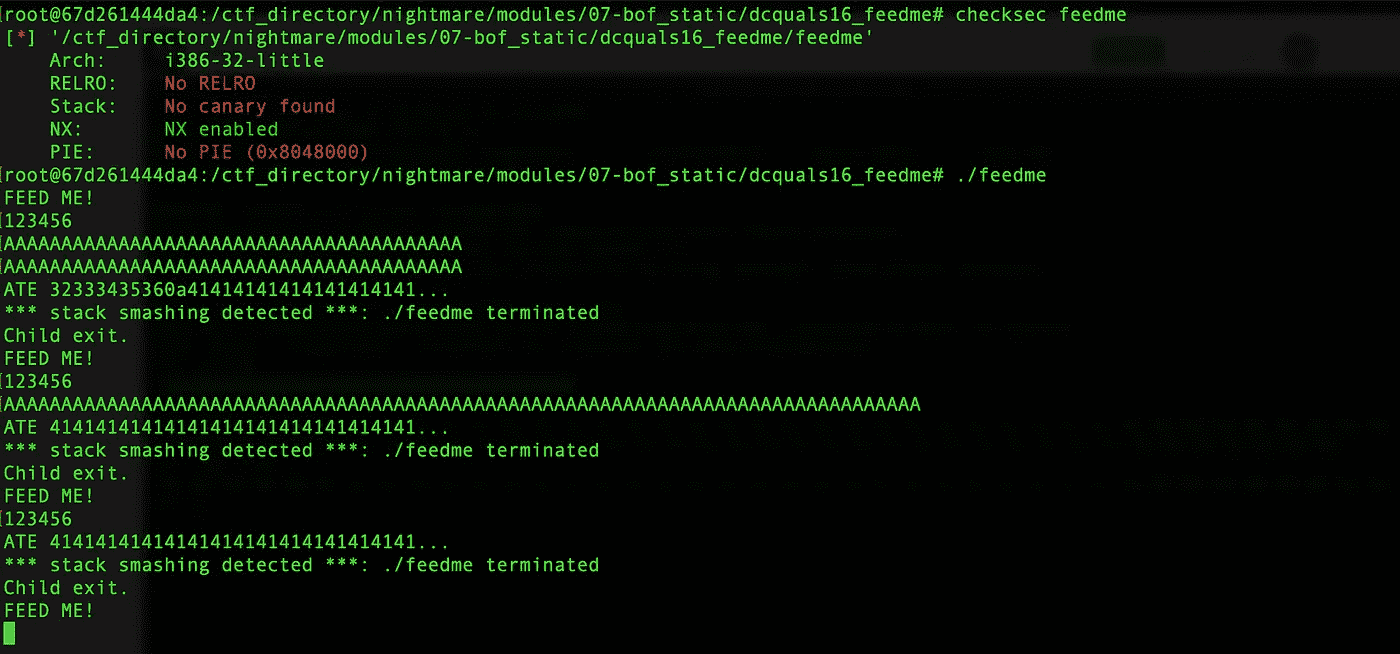 [root@67d261444da4:/ctf_directory/nightmare/modules/07-bof_static/dcquals16_feedme# checksec feedme
[*] '/ctf_directory/nightmare/modules/07-bof_static/dcquals16_feedme/feedme'
Arch: i386-32-little
RELRO: No RELRO
Stack: No canary found
NX: NX enabled
PIE: No PIE (0x8048000)
[root@67d261444da4:/ctf_directory/nightmare/modules/07-bof_static/dcquals16_feedme# ./feedme
FEED ME!
[123456
[AAAAAAAAAAAAAAAAAAAAAAAAAAAAAAAAAAAAAAAA
[AAAAAAAAAAAAAAAAAAAAAAAAAAAAAAAAAAAAAAAA
ATE 32333435360a41414141414141414141...
*** stack smashing detected ***: ./feedme terminated
Child exit.
FEED ME!
[123456
[AAAAAAAAAAAAAAAAAAAAAAAAAAAAAAAAAAAAAAAAAAAAAAAAAAAAAAAAAAAAAAAAAAAAAAAAAAAAAAAA
ATE 41414141414141414141414141414141...
*** stack smashing detected ***: ./feedme terminated
Child exit.
FEED ME!
[123456
ATE 41414141414141414141414141414141...
*** stack smashing detected ***: ./feedme terminated
Child exit.
FEED ME!